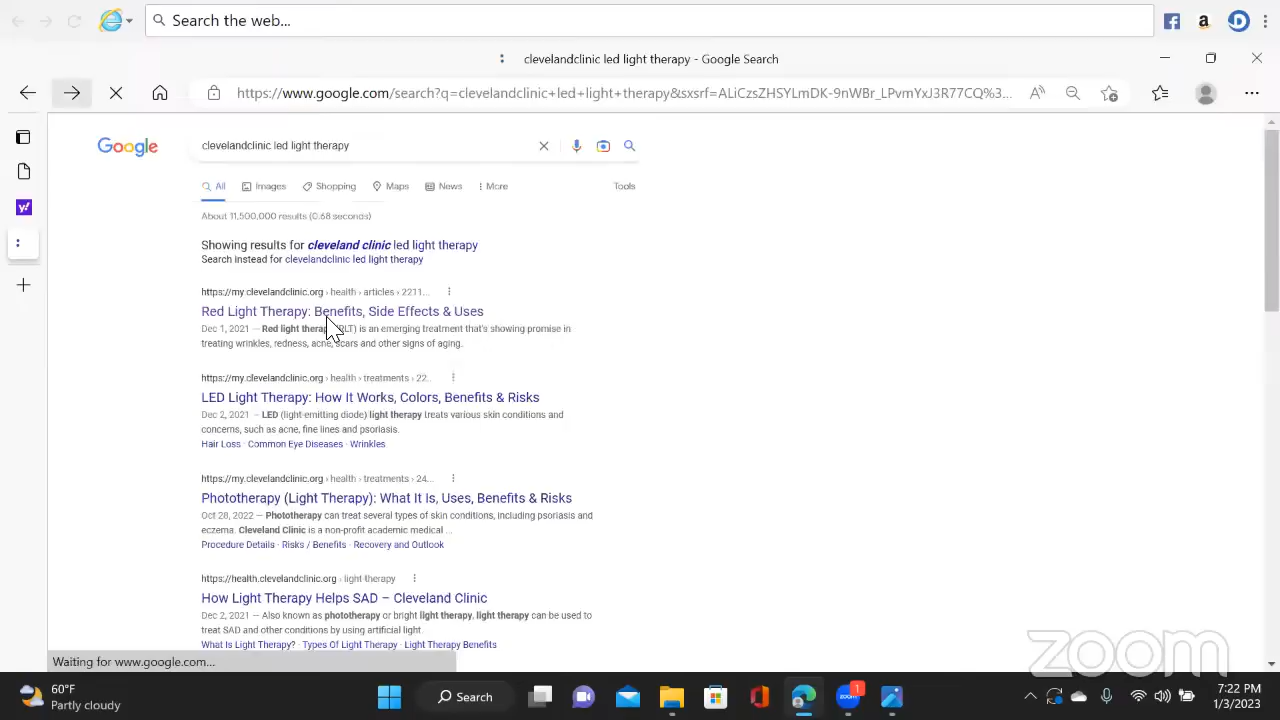 Search the web...
clevelandclinic led light therapy - Google Search
https://www.google.com/search?q=clevelandclinic+led+light+therapy&sxsrf=ALiCzsZHSYLmDK-9nWBr_LPvmYxJ3R77CQ%3...
Google
clevelandclinic led light therapy
All Images Shopping Maps News More Tools
About 11,500,000 results (0.68 seconds)
Showing results for cleveland clinic led light therapy
Search instead for clevelandclinic led light therapy
https://my.clevelandclinic.org › health › articles › 2211...
Red Light Therapy: Benefits, Side Effects & Uses
Dec 1, 2021 — Red light therapy (RLT) is an emerging treatment that's showing promise in
treating wrinkles, redness, acne, scars and other signs of aging.
https://my.clevelandclinic.org › health › treatments › 22...
LED Light Therapy: How It Works, Colors, Benefits & Risks
Dec 2, 2021 — LED (light-emitting diode) light therapy treats various skin conditions and
concerns, such as acne, fine lines and psoriasis.
Hair Loss · Common Eye Diseases · Wrinkles
https://my.clevelandclinic.org › health › treatments › 24...
Phototherapy (Light Therapy): What It Is, Uses, Benefits & Risks
Oct 28, 2022 — Phototherapy can treat several types of skin conditions, including psoriasis and
eczema. Cleveland Clinic is a non-profit academic medical ...
Procedure Details · Risks / Benefits · Recovery and Outlook
https://health.clevelandclinic.org › light-therapy
How Light Therapy Helps SAD – Cleveland Clinic
Dec 2, 2021 — Also known as phototherapy or bright light therapy, light therapy can be used to
treat SAD and other conditions by using artificial light.
What Is Light Therapy? · Types Of Light Therapy · Light Therapy Benefits
zoom
Waiting for www.google.com...
60°F
Partly cloudy
Search
zoom
1
7:22 PM
1/3/2023